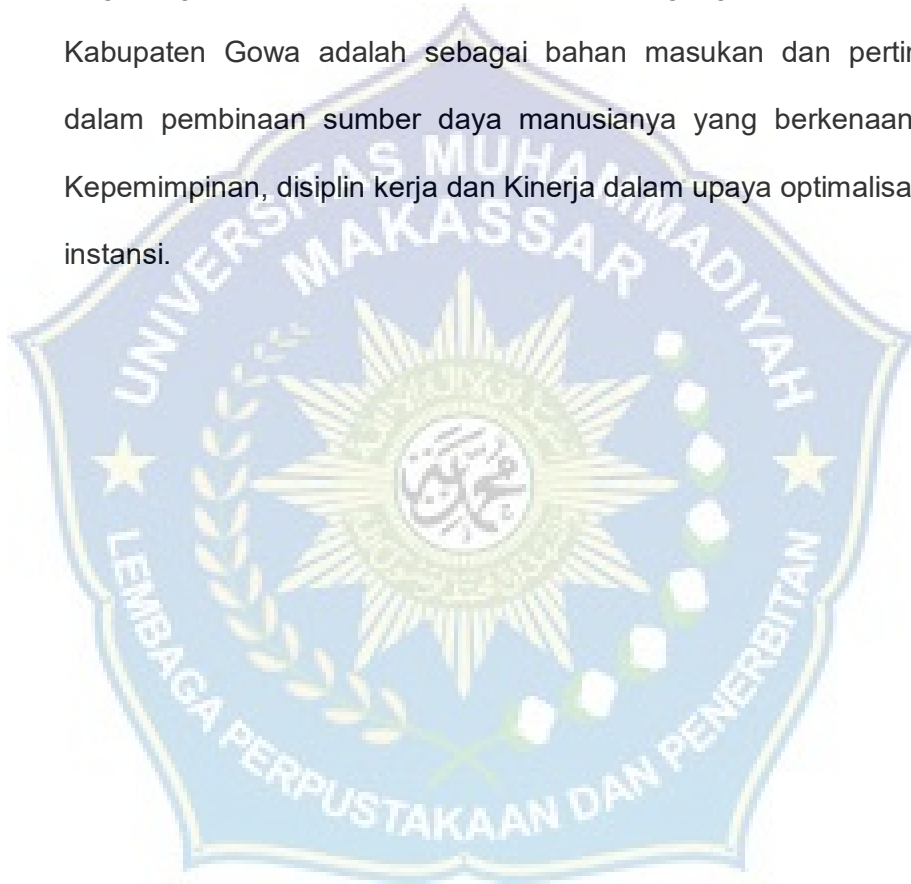 Kabupaten Gowa adalah sebagai bahan masukan dan
dalam pembinaan sumber daya manusianya yang berkenaan
Kepemimpinan, disiplin kerja dan Kinerja dalam upaya
instansi.
UNIVERSITAS MUHAMMADIYAH
MAKASSAR
LEMBAGA PERPUSTAKAAN DAN PENERBITAN